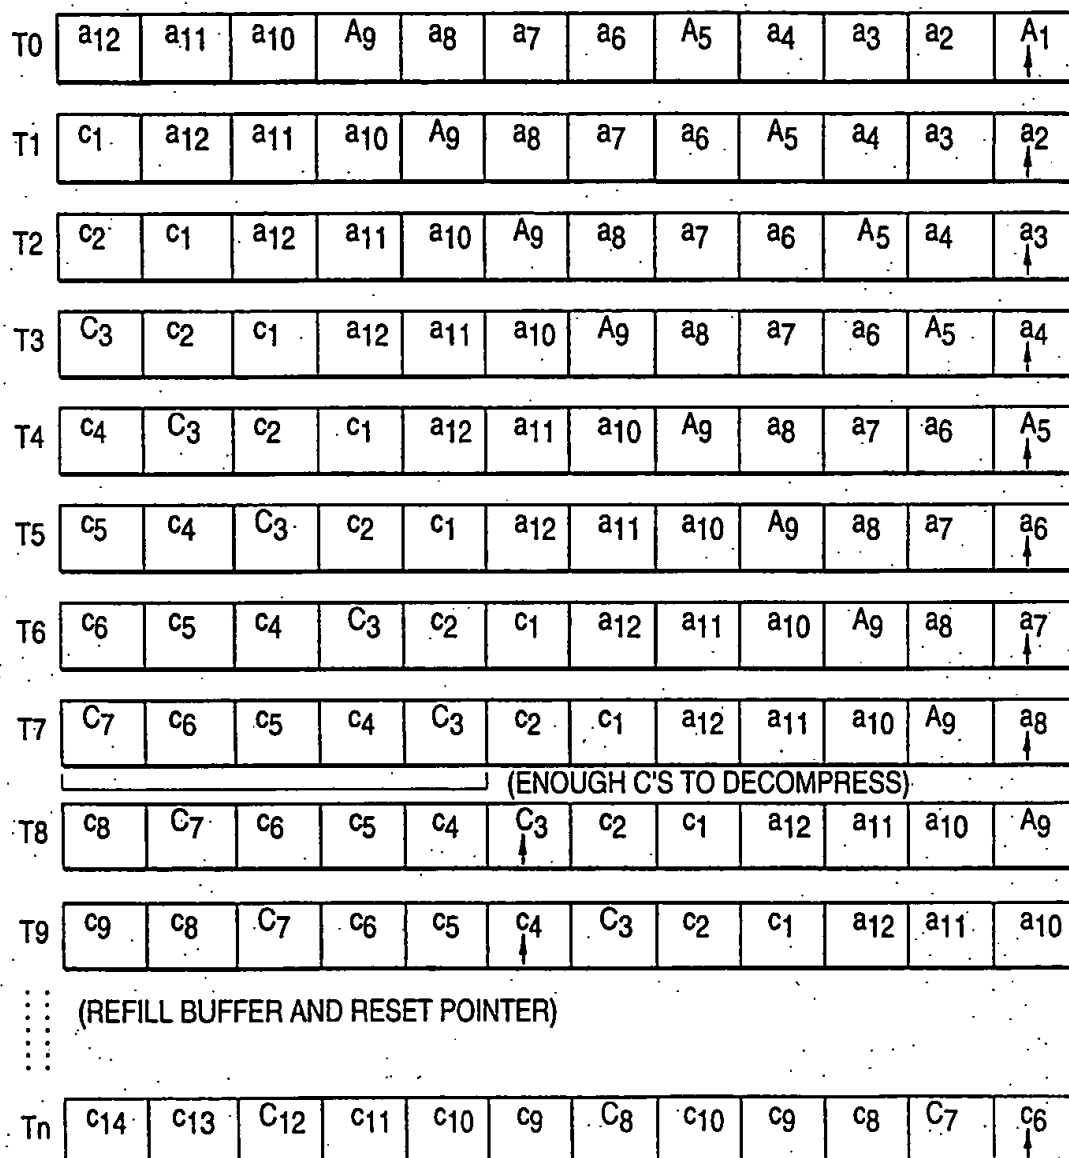 T0 a12 a11 a10 A9 a8 a7 a6 A5 a4 a3 a2 A1
T1 c1 a12 a11 a10 A9 a8 a7 a6 A5 a4 a3 a2
T2 c2 c1 a12 a11 a10 A9 a8 a7 a6 A5 a4 a3
T3 C3 c2 c1 a12 a11 a10 A9 a8 a7 a6 A5 a4
T4 c4 C3 c2 c1 a12 a11 a10 A9 a8 a7 a6 A5
T5 c5 c4 C3 c2 c1 a12 a11 a10 A9 a8 a7 a6
T6 c6 c5 c4 C3 c2 c1 a12 a11 a10 A9 a8 a7
T7 C7 c6 c5 c4 C3 c2 c1 a12 a11 a10 A9 a8
(ENOUGH C'S TO DECOMPRESS)
T8 c8 C7 c6 c5 c4 C3 c2 c1 a12 a11 a10 A9
T9 c9 c8 C7 c6 c5 c4 C3 c2 c1 a12 a11 a10
(REFILL BUFFER AND RESET POINTER)
Tn c14 c13 C12 c11 c10 c9 C8 c10 c9 c8 C7 c6